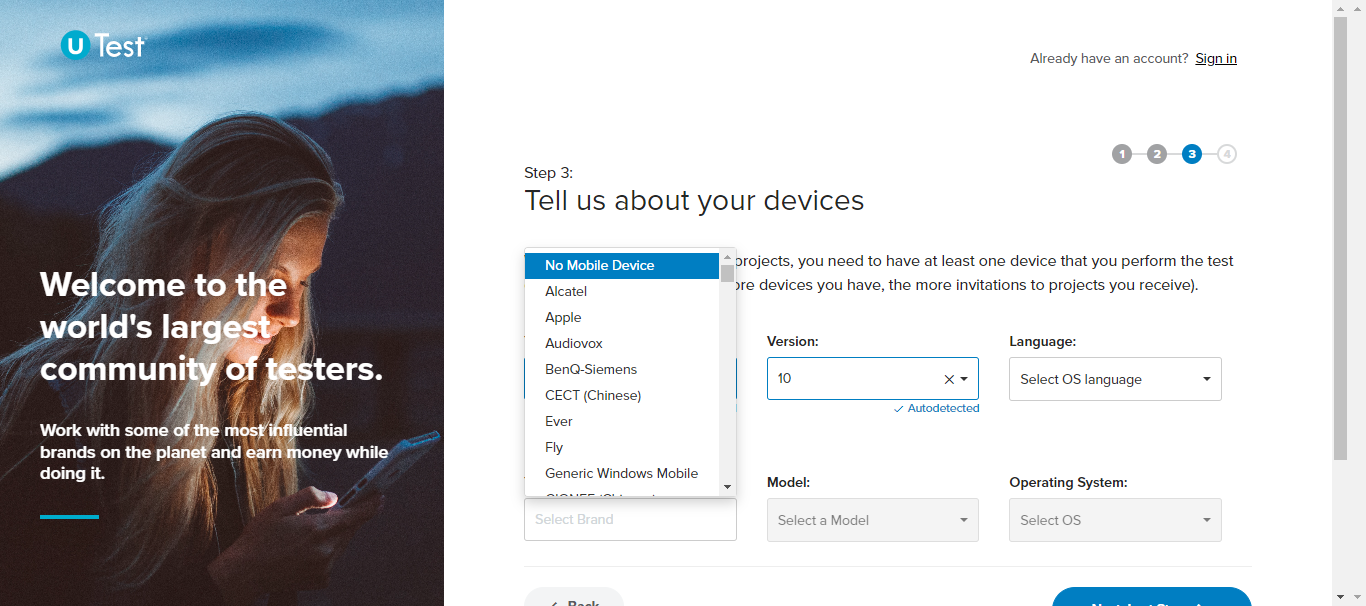 U Test
Already have an account? Sign in
1 2 3 4
Step 3:
Tell us about your devices
projects, you need to have at least one device that you perform the test
devices you have, the more invitations to projects you receive).
No Mobile Device
Alcatel
Apple
Audiovox
BenQ-Siemens
CECT (Chinese)
Ever
Fly
Generic Windows Mobile
Version:
10
Autodetected
Language:
Select OS language
Select Brand
Model:
Select a Model
Operating System:
Select OS
Back
Welcome to the
world's largest
community of testers.
Work with some of the most influential
brands on the planet and earn money while
doing it.